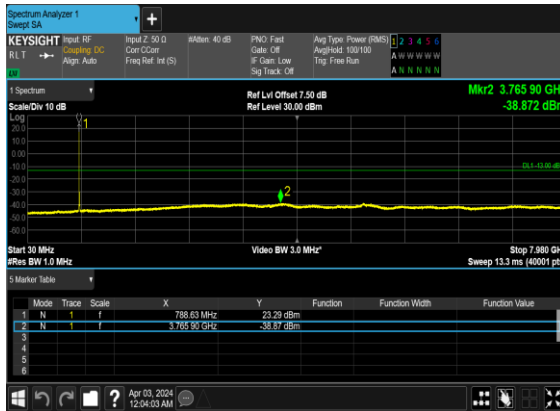 Spectrum Analyzer 1
Swept SA
KEYSIGHT
RLT
Input: RF
Coupling: DC
Align: Auto
Input Z: 50 Ω
Corr CCorr
Freq Ref: Int (S)
#Atten: 40 dB
PNO: Fast
Gate: Off
IF Gain: Low
Sig Track: Off
Avg Type: Power (RMS)
Avg|Hold: 100/100
Trig: Free Run
1 2 3 4 5 6
A W W W W W
A N N N N N
1 Spectrum
Scale/Div 10 dB
Ref Lvl Offset 7.50 dB
Ref Level 30.00 dBm
Mkr2 3.765 90 GH
-38.872 dBm
Log
20.0
10.0
0.00
-10.0
-20.0
-30.0
-40.0
-50.0
-60.0
1
2
DL1 -13.00 dB
Start 30 MHz
#Res BW 1.0 MHz
Video BW 3.0 MHz*
Stop 7.980 GH
Sweep 13.3 ms (40001 pts
5 Marker Table
Mode Trace Scale X Y Function Function Width Function Value
1 N 1 f 788.63 MHz 23.29 dBm
2 N 1 f 3.765 90 GHz -38.87 dBm
3
4
5
6
?
Apr 03, 2024
12:04:03 AM